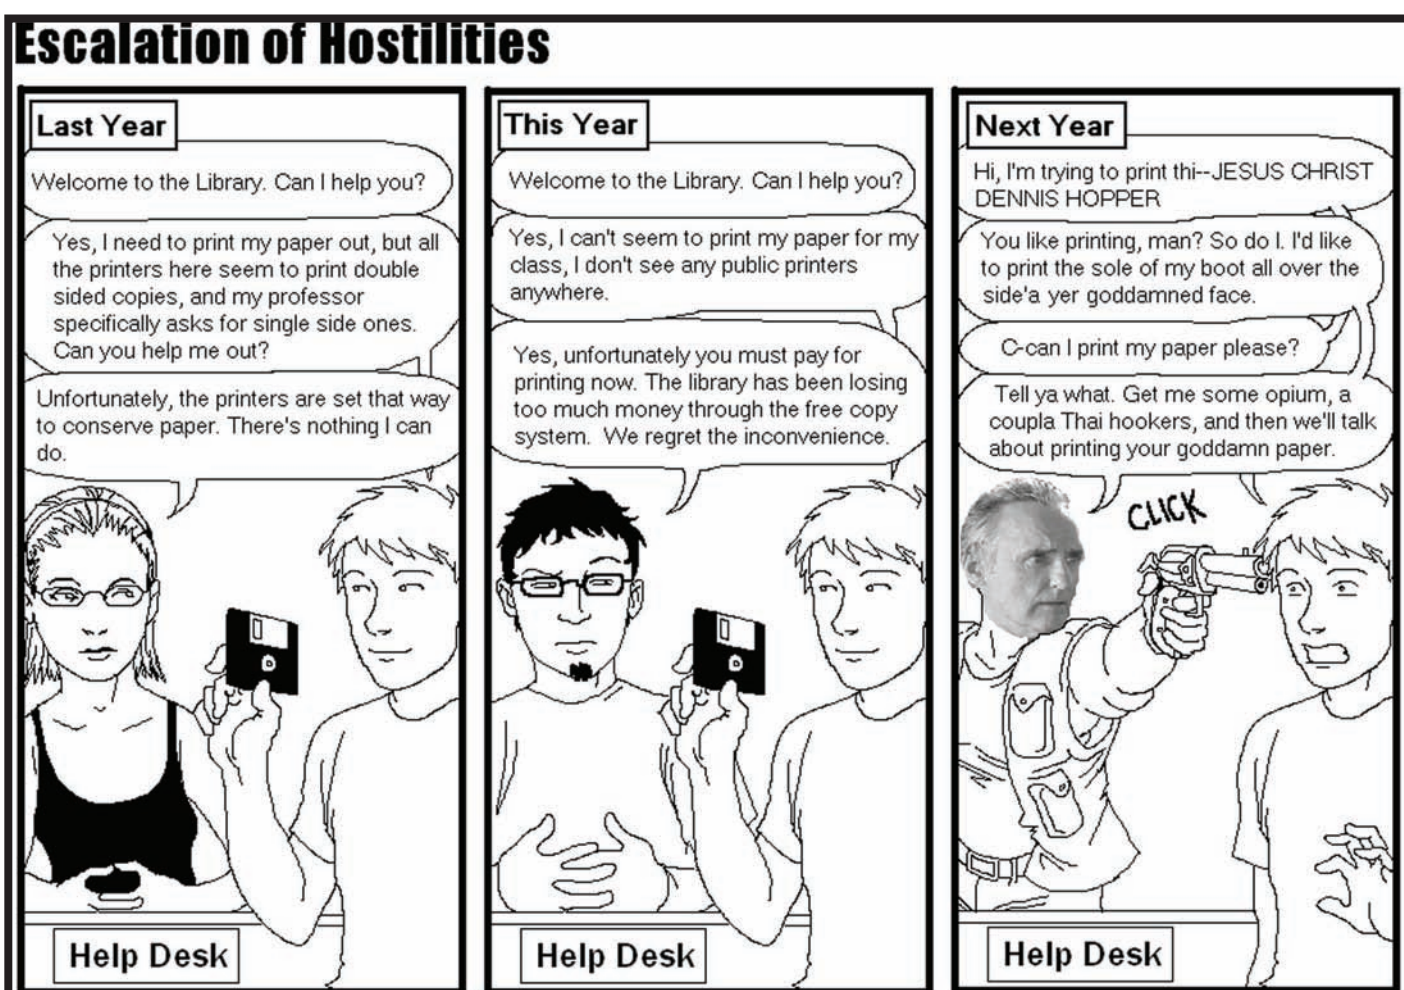 Escalation of Hostilities
Last Year
Welcome to the Library. Can I help you?
Yes, I need to print my paper out, but all
the printers here seem to print double
sided copies, and my professor
specifically asks for single side ones.
Can you help me out?
Unfortunately, the printers are set that way
to conserve paper. There's nothing I can
do.
Help Desk
This Year
Welcome to the Library. Can I help you?
Yes, I can't seem to print my paper for my
class, I don't see any public printers
anywhere.
Yes, unfortunately you must pay for
printing now. The library has been losing
too much money through the free copy
system. We regret the inconvenience.
Help Desk
Next Year
Hi, I'm trying to print thi--JESUS CHRIST
DENNIS HOPPER
You like printing, man? So do I. I'd like
to print the sole of my boot all over the
side'a yer goddamned face.
C-can I print my paper please?
Tell ya what. Get me some opium, a
coupla Thai hookers, and then we'll talk
about printing your goddamn paper.
CLICK
Help Desk